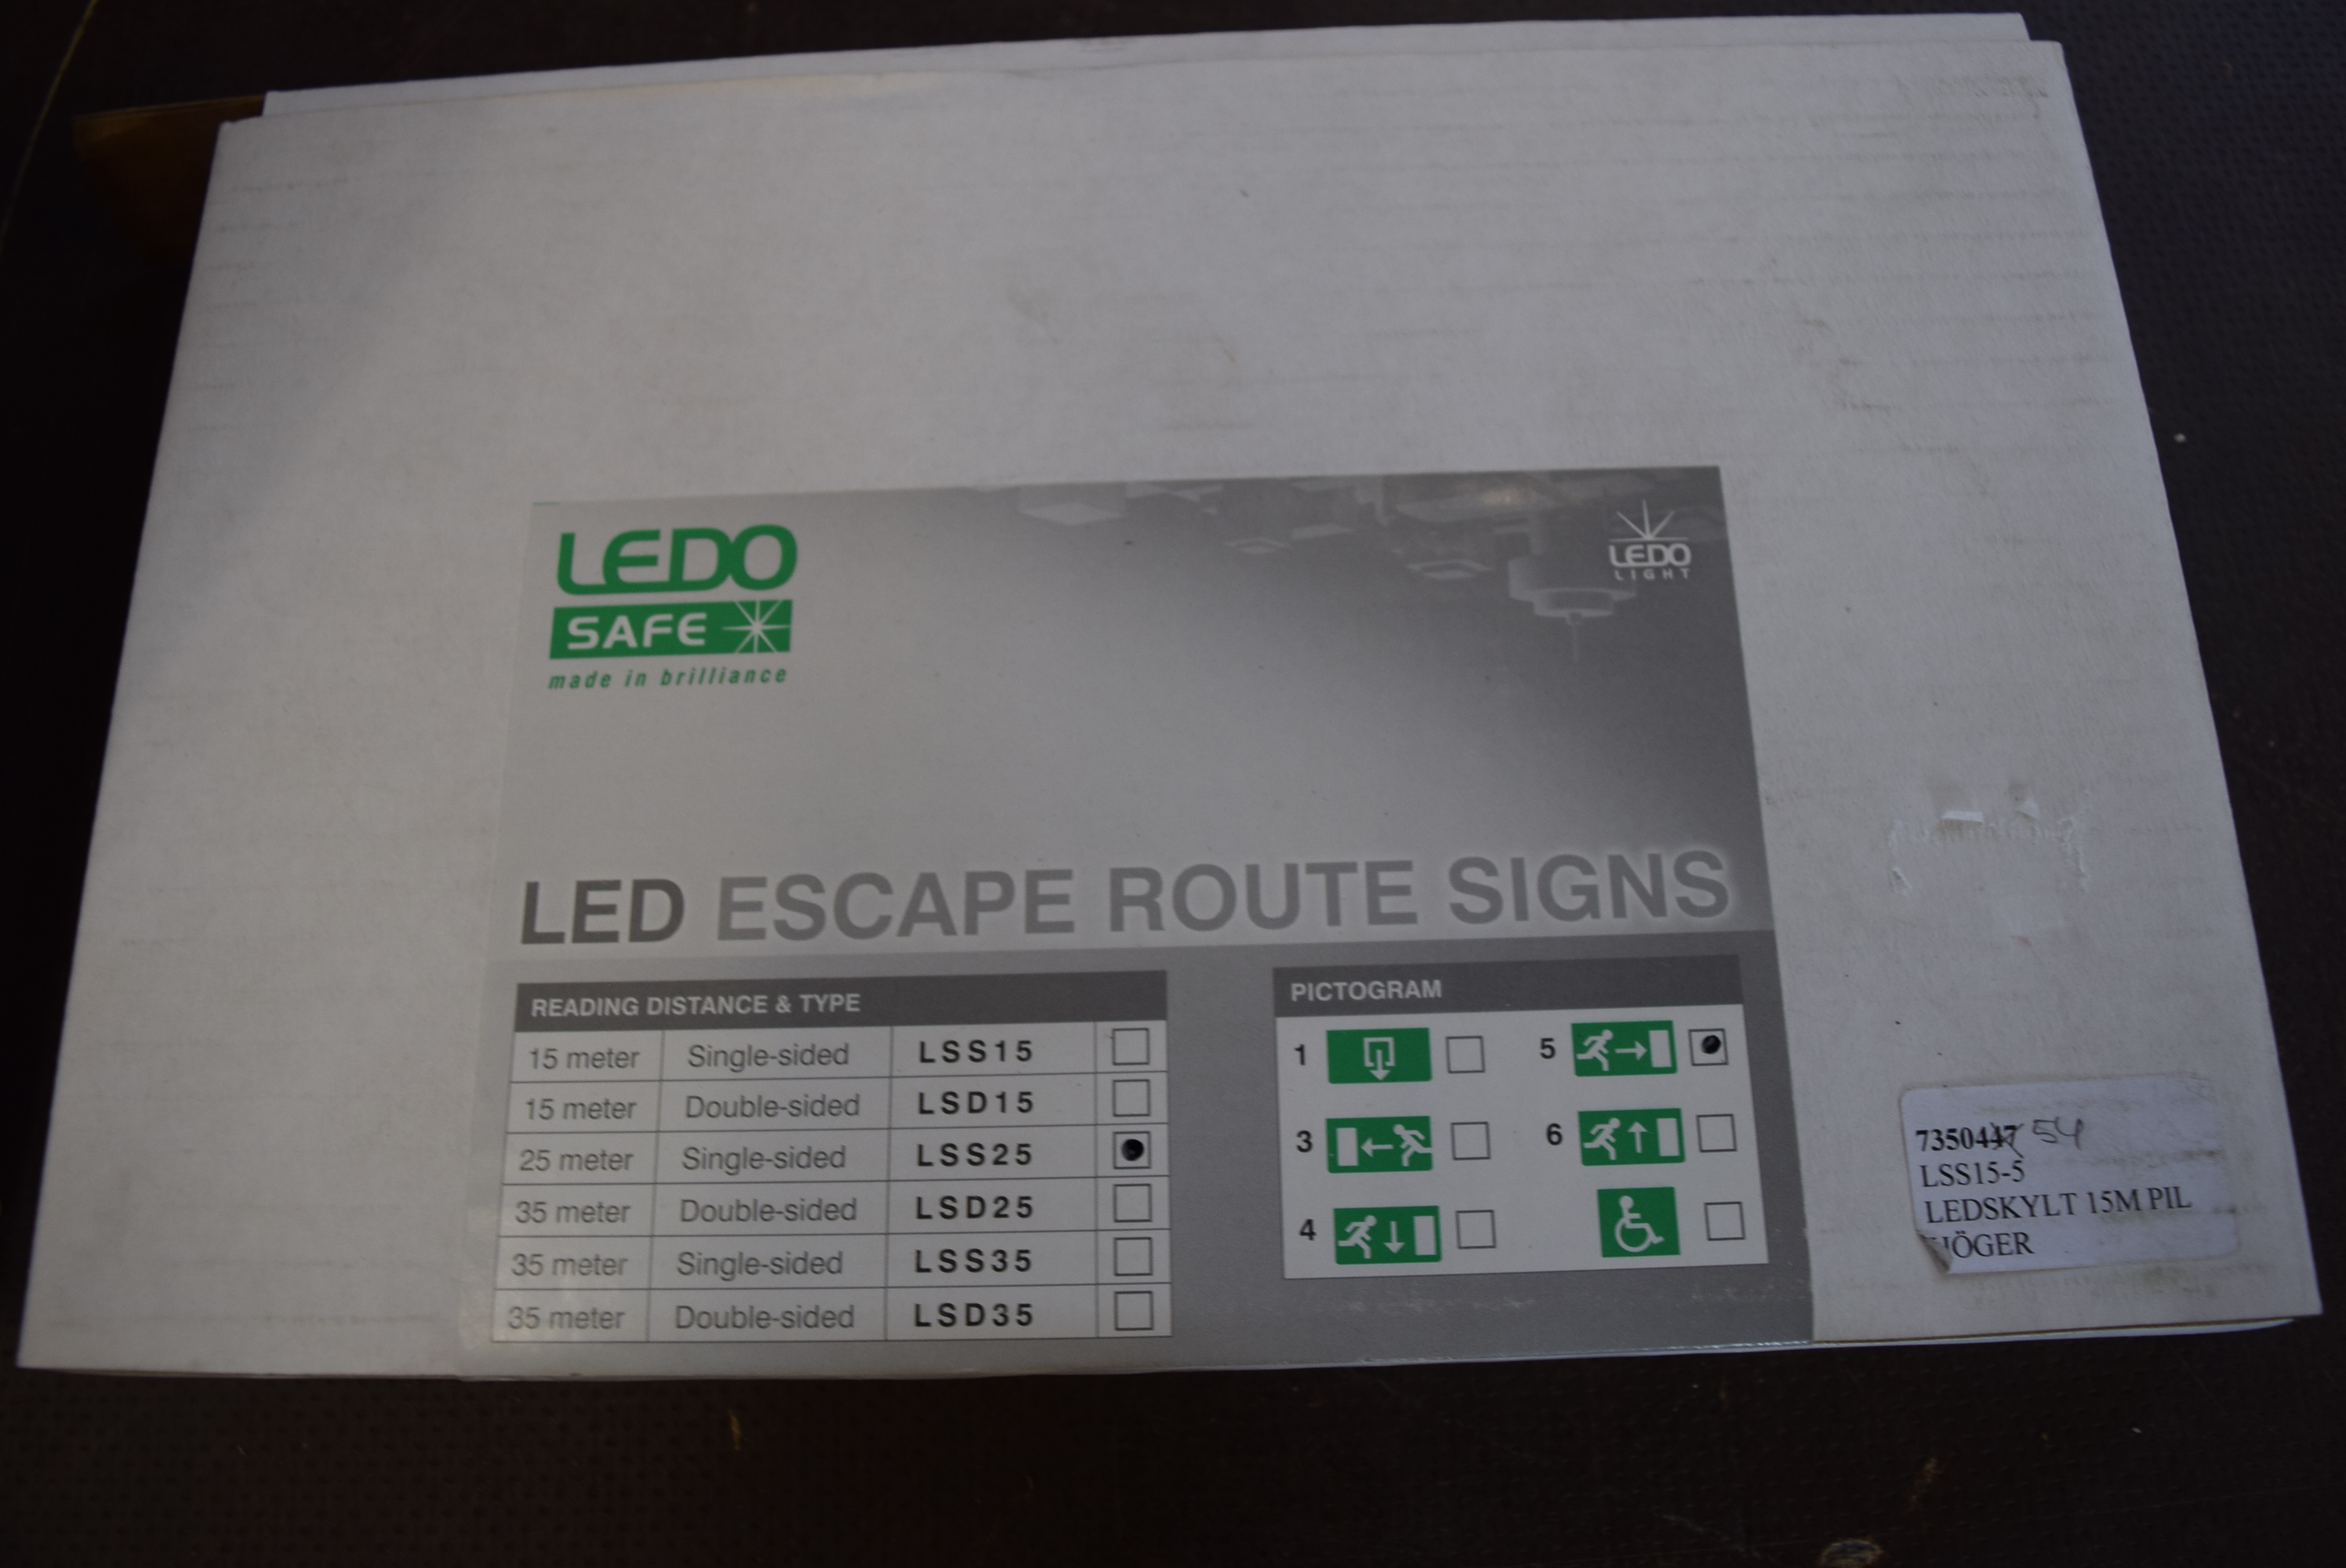 LEDO
SAFE
made in brilliance
LEDO
LIGHT
LED ESCAPE ROUTE SIGNS
READING DISTANCE & TYPE
15 meter Single-sided LSS15
15 meter Double-sided LSD15
25 meter Single-sided LSS25
35 meter Double-sided LSD25
35 meter Single-sided LSS35
35 meter Double-sided LSD35
PICTOGRAM
1 5
3 6
4
7350447 54
LSS15-5
LEDSKYLT 15M PIL
HÖGER